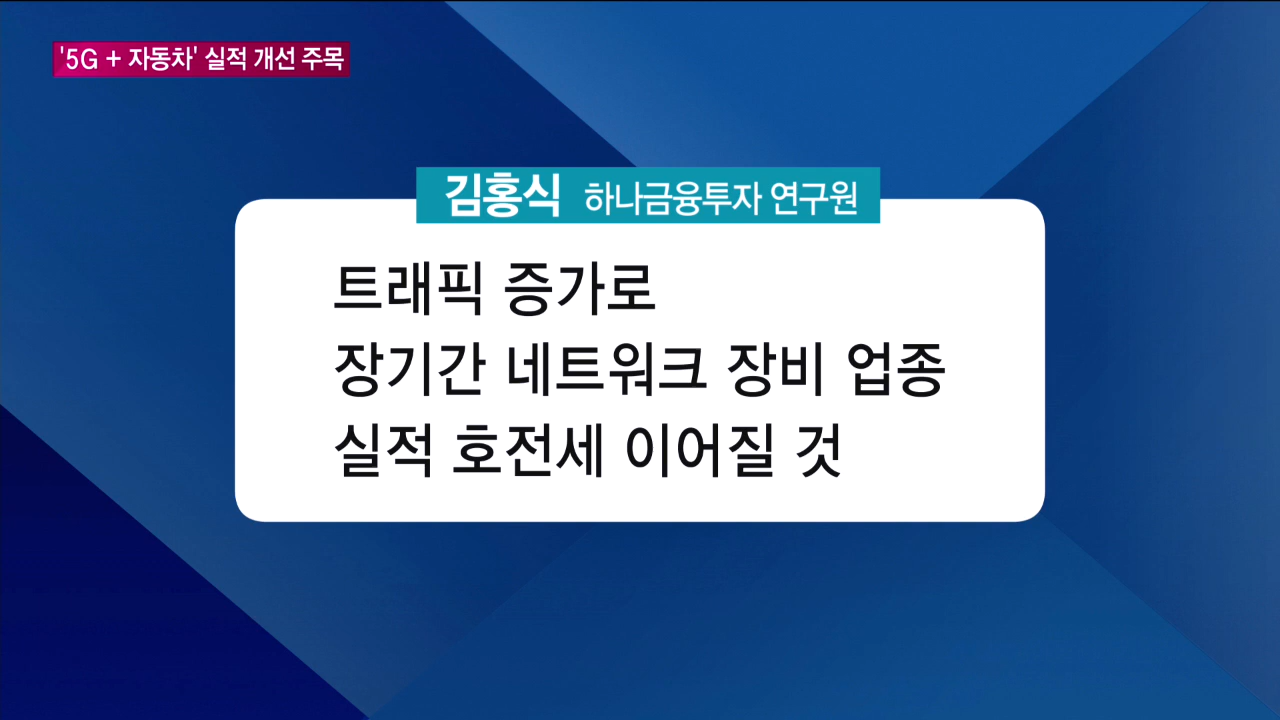 '5G + 자동차' 실적 개선 주목
김홍식 하나금융투자 연구원
트래픽 증가로
장기간 네트워크 장비 업종
실적 호전세 이어질 것